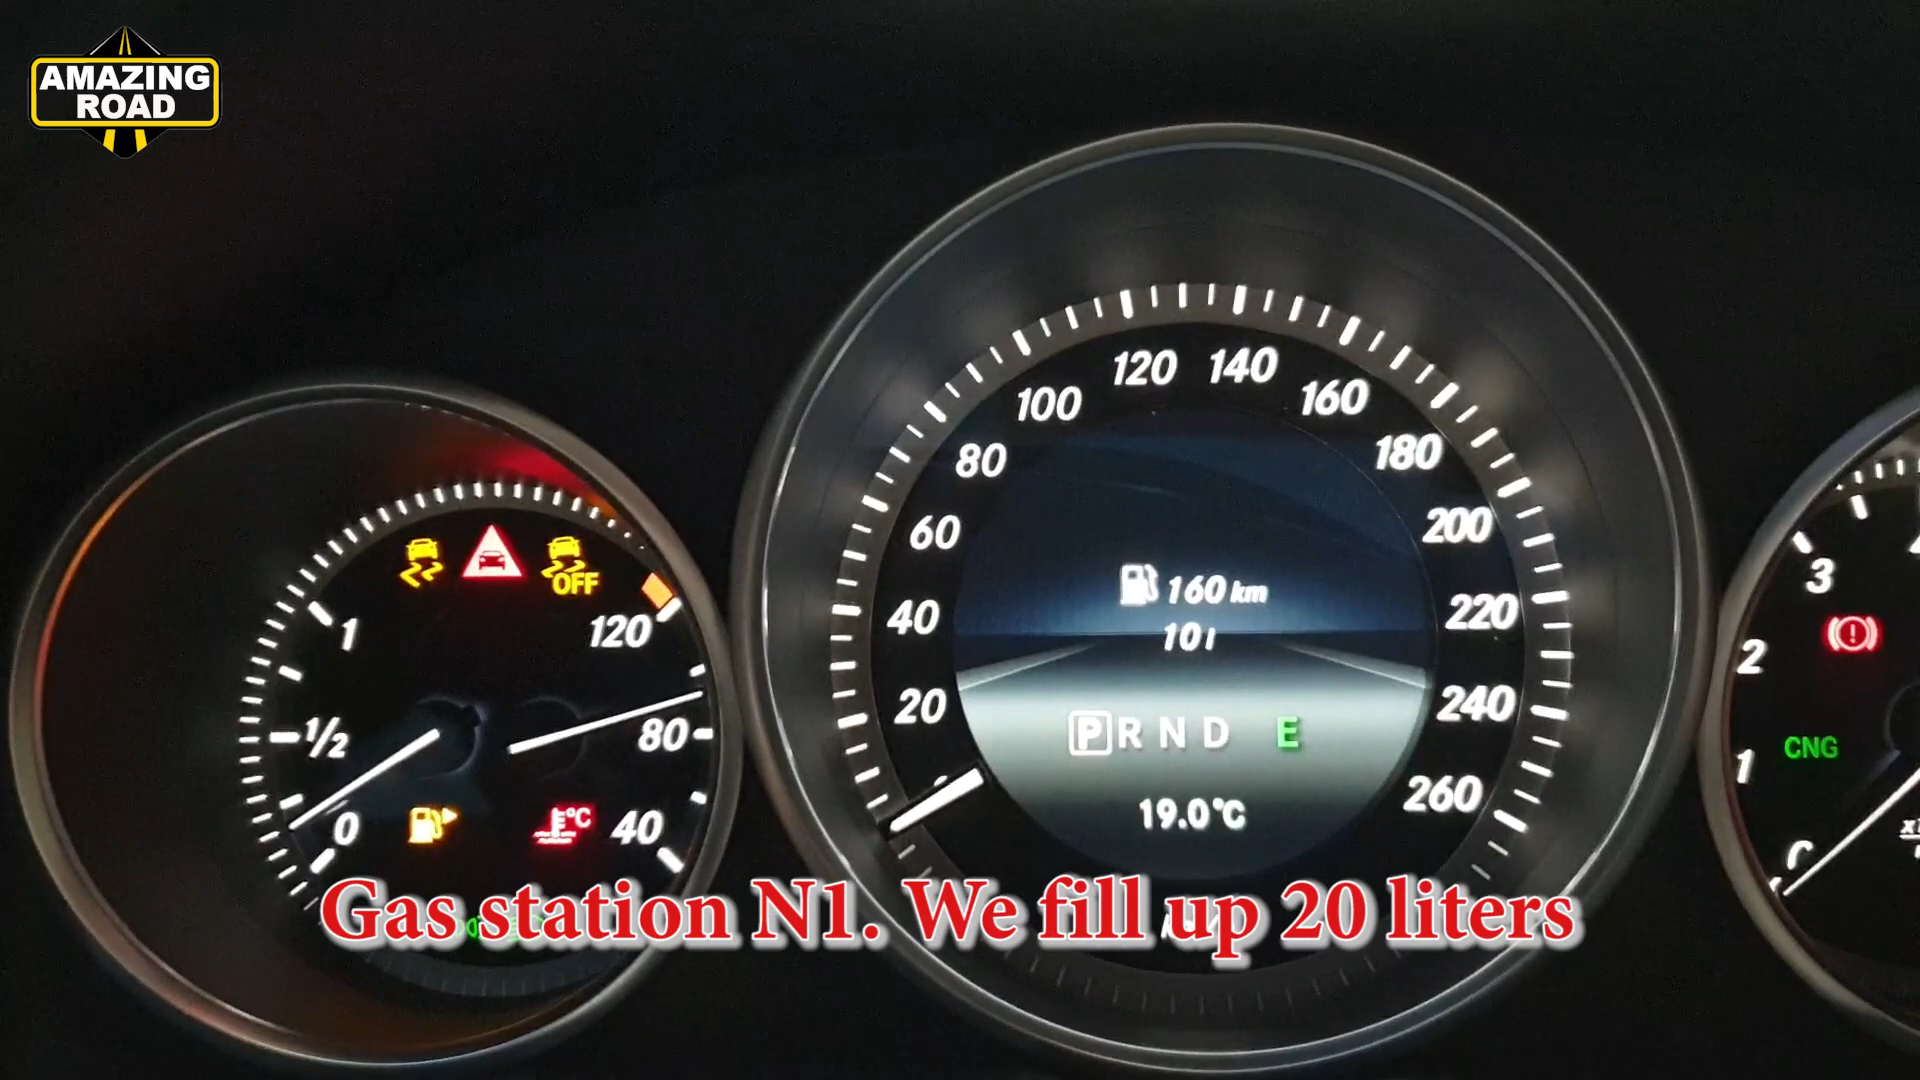 AMAZING
ROAD
120 140
100 160
80 180
60 200
40 220
20 240
260
160 km
10 l
P R N D E
19.0°C
OFF
1
120
1/2
80
0
°C
40
3
2
1
CNG
Gas station N1. We fill up 20 liters